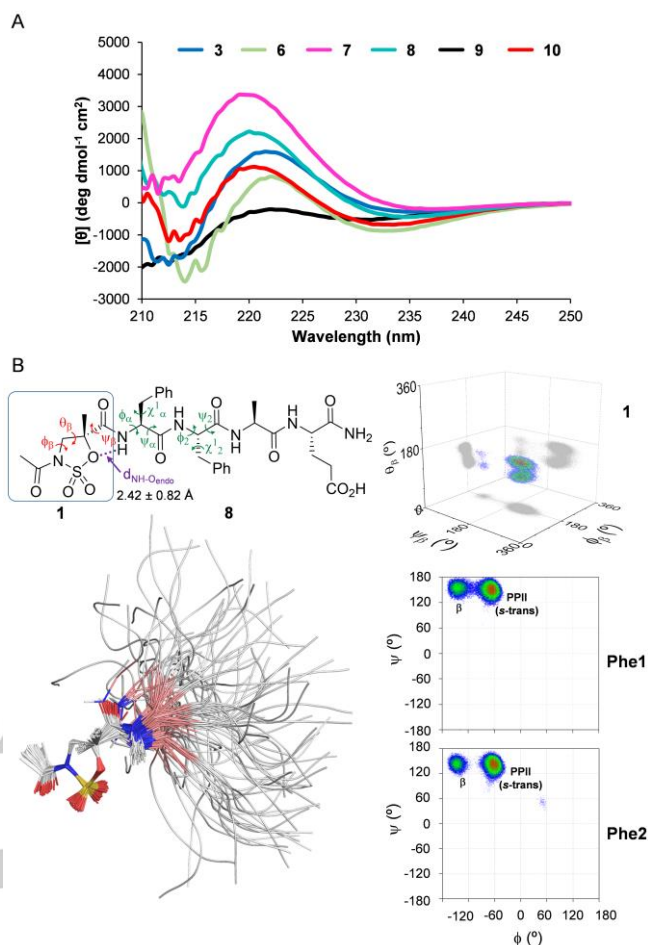 A
5000
4000
3000
2000
1000
0
-1000
-2000
-3000
[θ] (deg dmol⁻¹ cm²)
3 6 7 8 9 10
210 215 220 225 230 235 240 245 250
Wavelength (nm)
B
Ph
θβ
ϕβ
ψβ
ϕα
χ¹α
ψα
ϕ2
ψ2
χ¹2
O
H
N
N
H
O
S
O
O
O
N
H
O
H
N
O
NH₂
Ph
CO₂H
dNH-Oendo
2.42 ± 0.82 Å
1
8
1
360
180
0
θβ (º)
180
360
ψβ (º)
0
180
360
ϕβ (º)
180
120
60
0
-60
-120
-180
ψ (º)
β
PPII
(s-trans)
Phe1
180
120
60
0
-60
-120
-180
ψ (º)
β
PPII
(s-trans)
Phe2
-120 -60 0 60 120 180
ϕ (º)